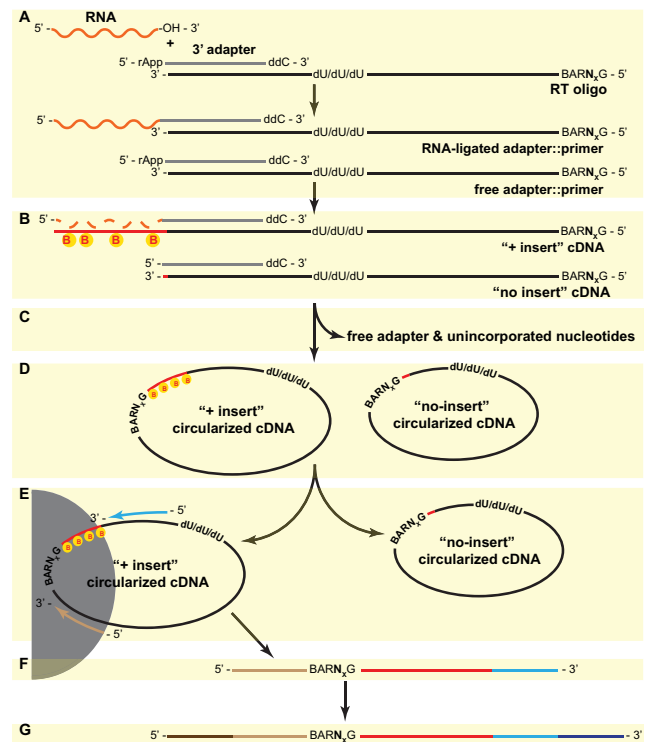 A
RNA
5' - -OH - 3'
+
3' adapter
5' - rApp ddC - 3'
3' - dU/dU/dU BARNxG - 5'
RT oligo
5' - ddC - 3'
3' - dU/dU/dU BARNxG - 5'
RNA-ligated adapter::primer
5' - rApp ddC - 3'
3' - dU/dU/dU BARNxG - 5'
free adapter::primer
B
5' - ddC - 3'
dU/dU/dU BARNxG - 5'
B B B B
“+ insert” cDNA
5' - ddC - 3'
3' - dU/dU/dU BARNxG - 5'
“no insert” cDNA
C
free adapter & unincorporated nucleotides
D
BARNxG B B B B dU/dU/dU
“+ insert”
circularized cDNA
BARNxG dU/dU/dU
“no-insert”
circularized cDNA
E
3' - - 5'
BARNxG B B B B dU/dU/dU
“+ insert”
circularized cDNA
3' - - 5'
BARNxG dU/dU/dU
“no-insert”
circularized cDNA
F
5' - BARNxG - 3'
G
5' - BARNxG - 3'